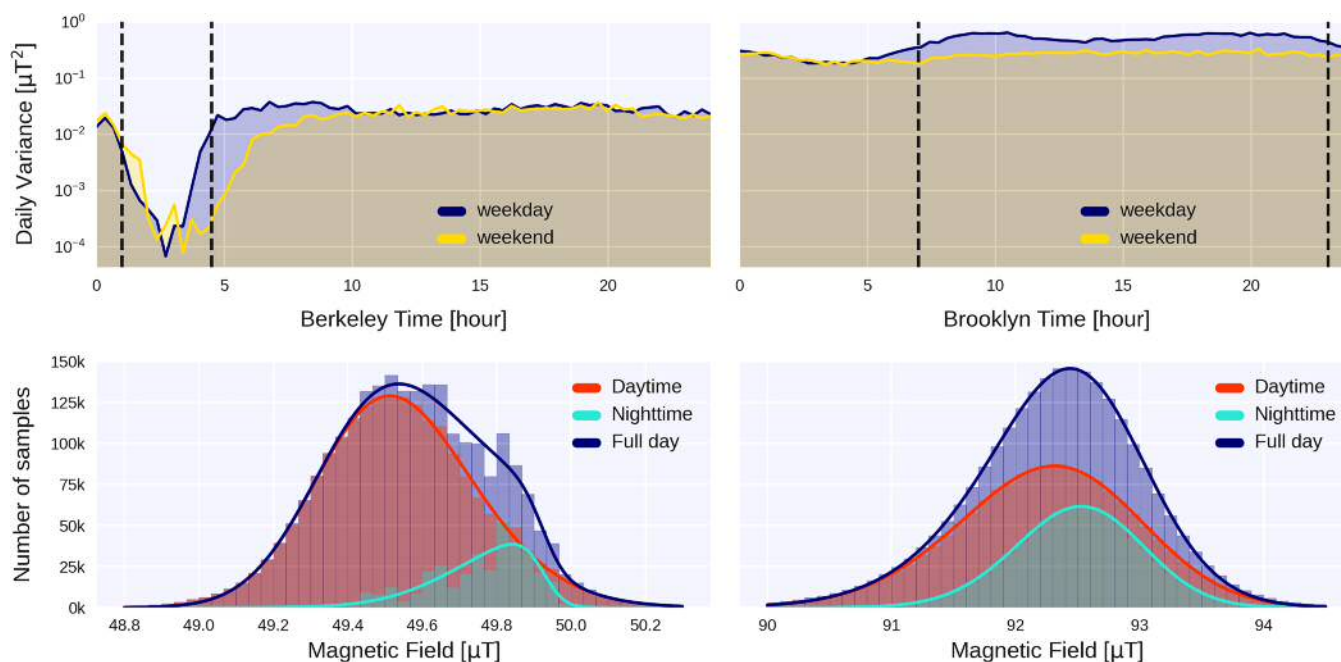 Daily Variance [µT²]
10⁰
10⁻¹
10⁻²
10⁻³
10⁻⁴
weekday
weekend
0 5 10 15 20
Berkeley Time [hour]
weekday
weekend
0 5 10 15 20
Brooklyn Time [hour]
Number of samples
150k
125k
100k
75k
50k
25k
0k
Daytime
Nighttime
Full day
48.8 49.0 49.2 49.4 49.6 49.8 50.0 50.2
Magnetic Field [µT]
Daytime
Nighttime
Full day
90 91 92 93 94
Magnetic Field [µT]